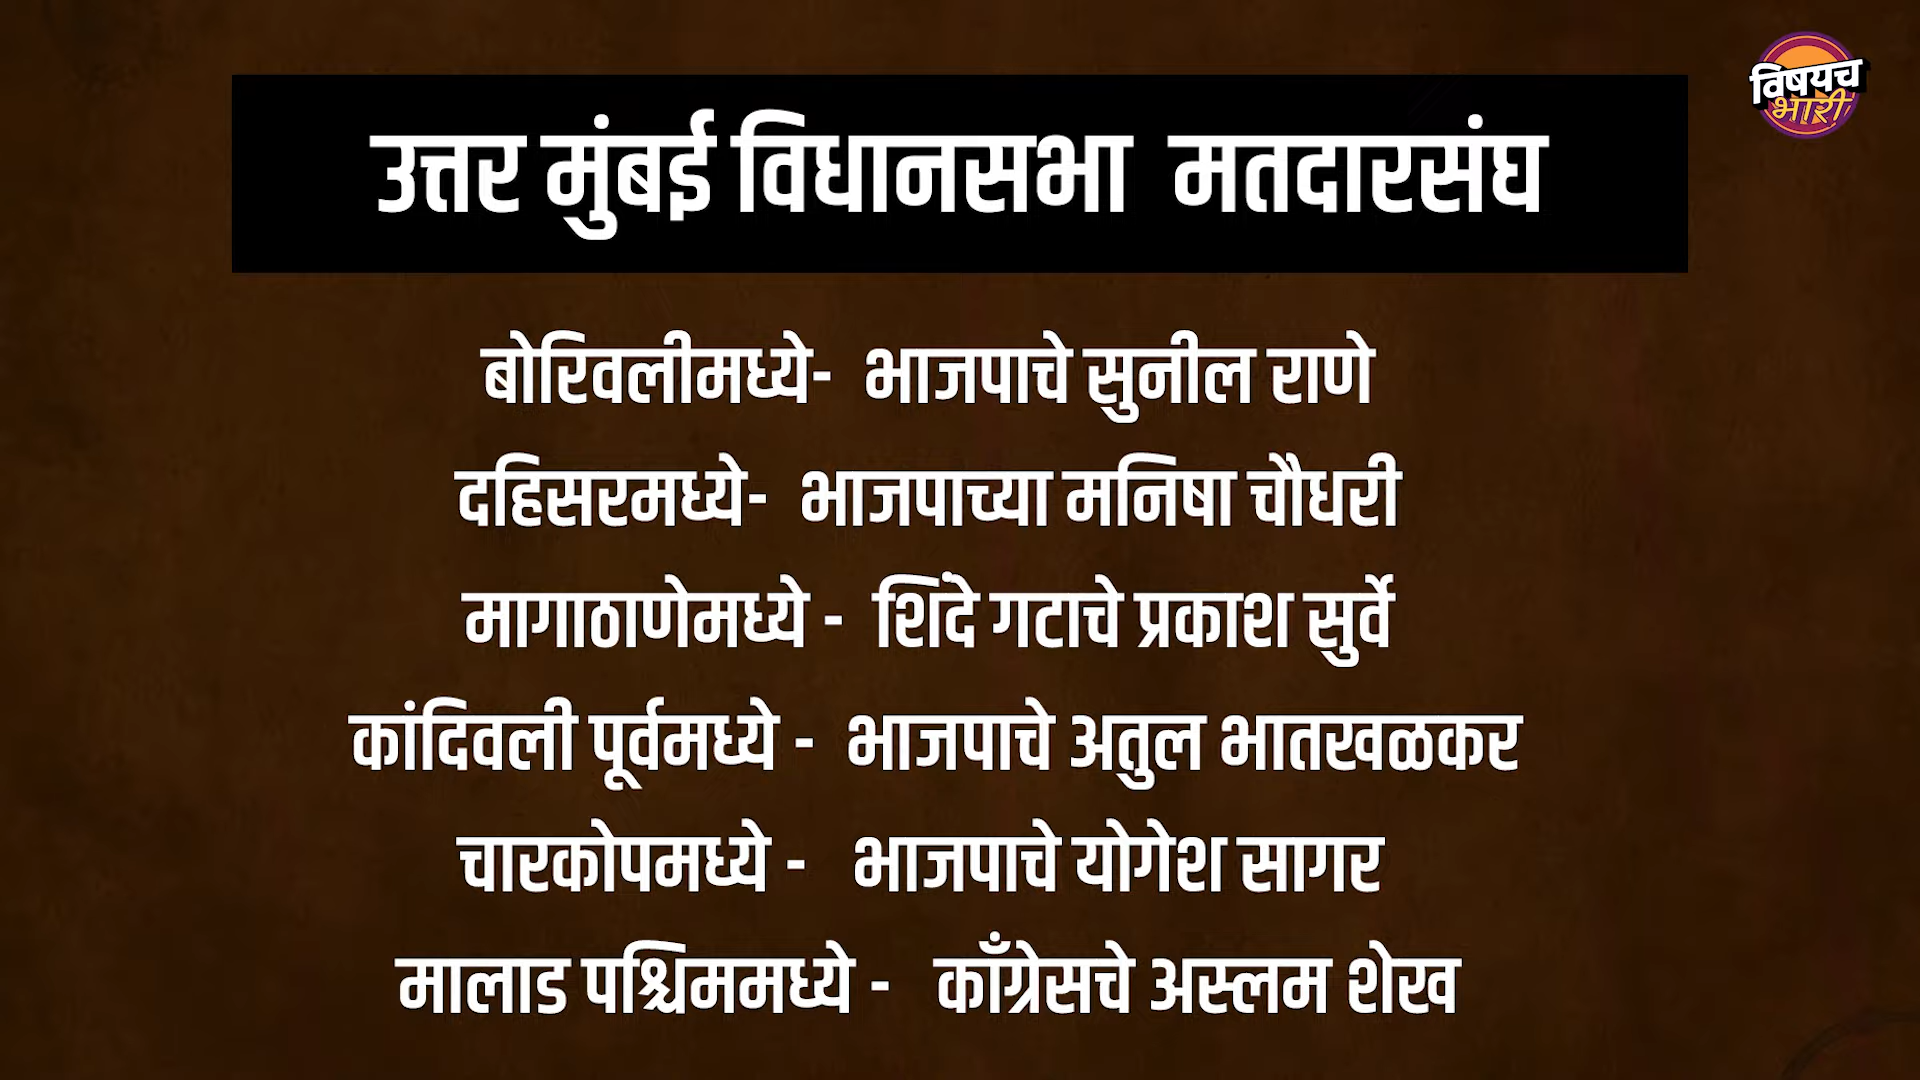 विषयच
भारी
उत्तर मुंबई विधानसभा मतदारसंघ
बोरिवलीमध्ये- भाजपाचे सुनील राणे
दहिसरमध्ये- भाजपाच्या मनिषा चौधरी
मागाठाणेमध्ये - शिंदे गटाचे प्रकाश सुर्वे
कांदिवली पूर्वमध्ये - भाजपाचे अतुल भातखळकर
चारकोपमध्ये - भाजपाचे योगेश सागर
मालाड पश्चिममध्ये - काँग्रेसचे अस्लम शेख